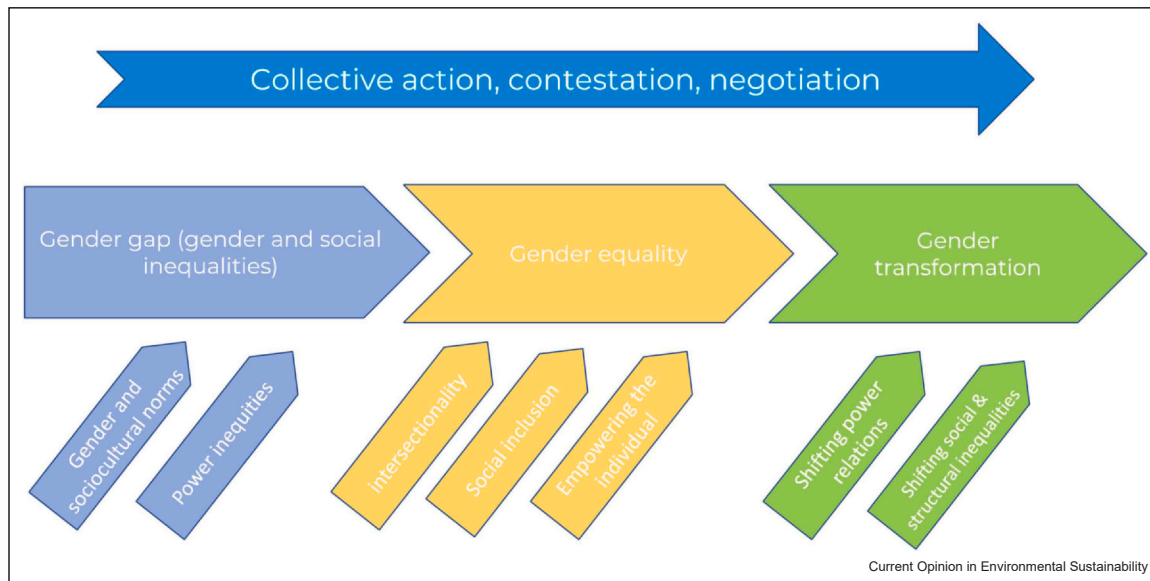 Collective action, contestation, negotiation
Gender gap (gender and social
inequalities)
Gender equality
Gender
transformation
Gender and
sociocultural norms
Power inequities
intersectionality
Social inclusion
Empowering the
individual
Shifting power
relations
Shifting social &
structural inequalities
Current Opinion in Environmental Sustainability